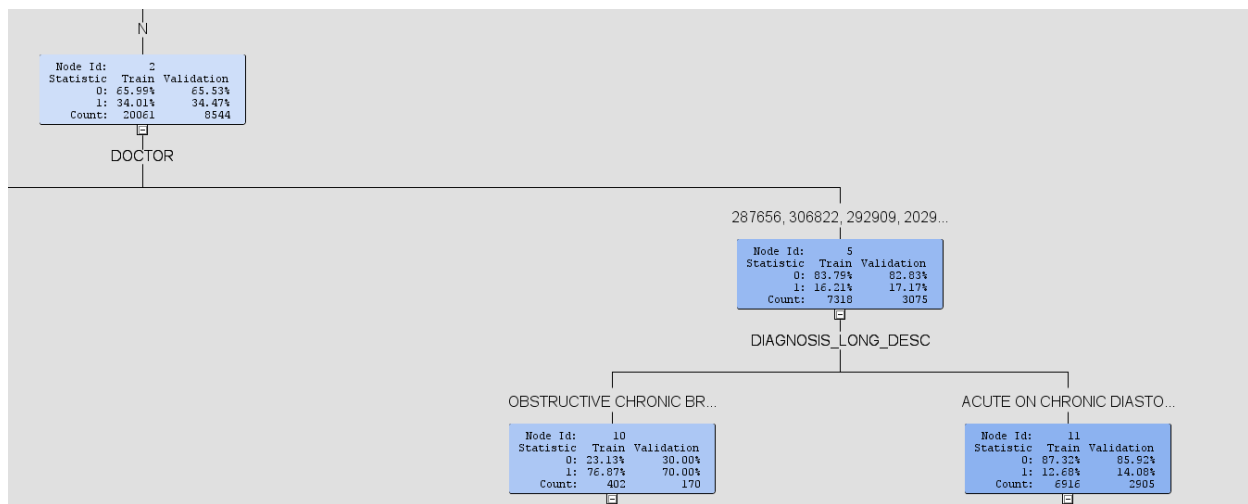 N
Node Id: 2
Statistic Train Validation
0: 65.99% 65.53%
1: 34.01% 34.47%
Count: 20061 8544
DOCTOR
287656, 306822, 292909, 2029...
Node Id: 5
Statistic Train Validation
0: 83.79% 82.83%
1: 16.21% 17.17%
Count: 7318 3075
DIAGNOSIS_LONG_DESC
OBSTRUCTIVE CHRONIC BR...
Node Id: 10
Statistic Train Validation
0: 23.13% 30.00%
1: 76.87% 70.00%
Count: 402 170
ACUTE ON CHRONIC DIASTO...
Node Id: 11
Statistic Train Validation
0: 87.32% 85.92%
1: 12.68% 14.08%
Count: 6916 2905